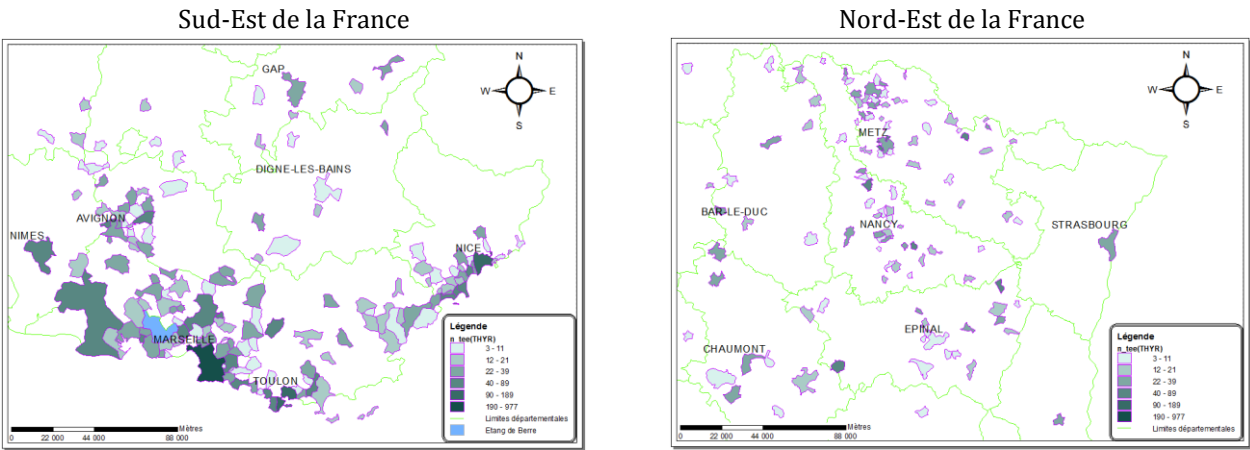 Sud-Est de la France
GAP
N
W
E
S
DIGNE-LES-BAINS
AVIGNON
NIMES
NICE
MARSEILLE
TOULON
Légende
n_tee(THYR)
3 - 11
12 - 21
22 - 39
40 - 89
90 - 189
190 - 977
Limites départementales
Etang de Berre
Mètres
0 22 000 44 000 88 000
Nord-Est de la France
N
W
E
S
METZ
BAR-LE-DUC
NANCY
STRASBOURG
EPINAL
CHAUMONT
Légende
n_tee(THYR)
3 - 11
12 - 21
22 - 39
40 - 89
90 - 189
190 - 977
Limites départementales
Mètres
0 22 000 44 000 88 000